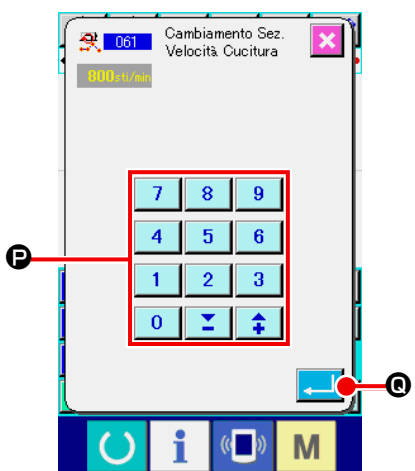 061 Cambiamento Sez.
Velocità Cucitura
800sti/min
7 8 9
4 5 6
P
1 2 3
0
Q
i M